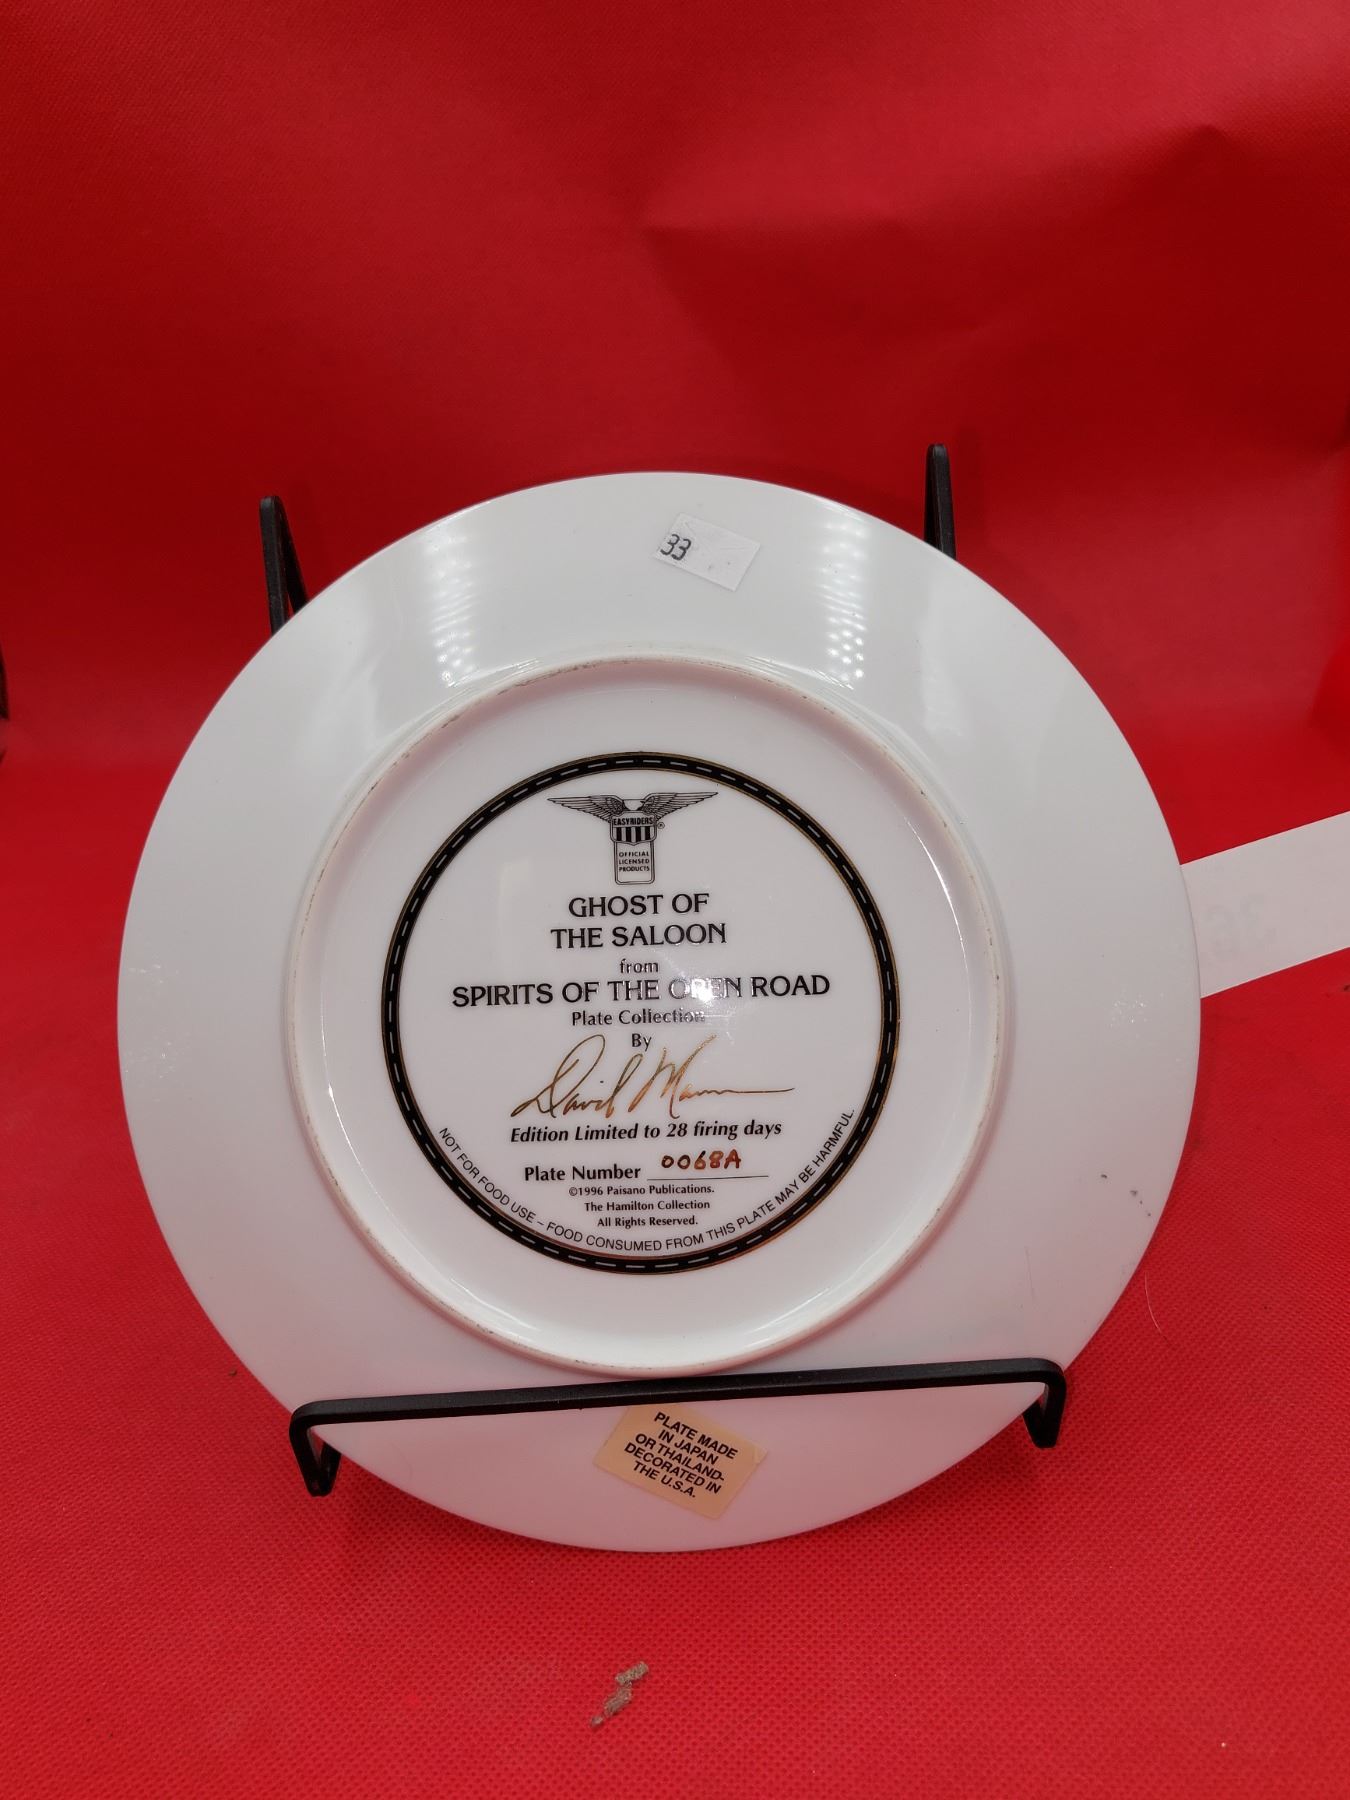 33
EASYRIDERS
®
OFFICIAL
LICENSED
PRODUCTS
GHOST OF
THE SALOON
from
SPIRITS OF THE OPEN ROAD
Plate Collection
By
David Mann
Edition Limited to 28 firing days
Plate Number 0068A
©1996 Paisano Publications.
The Hamilton Collection
All Rights Reserved.
NOT FOR FOOD USE – FOOD CONSUMED FROM THIS PLATE MAY BE HARMFUL.
PLATE MADE
IN JAPAN
OR THAILAND-
DECORATED IN
THE U.S.A.